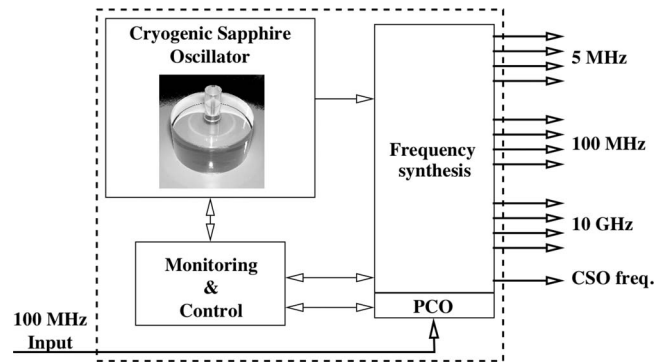 Cryogenic Sapphire
Oscillator
Frequency
synthesis
5 MHz
100 MHz
10 GHz
CSO freq.
Monitoring
&
Control
PCO
100 MHz
Input